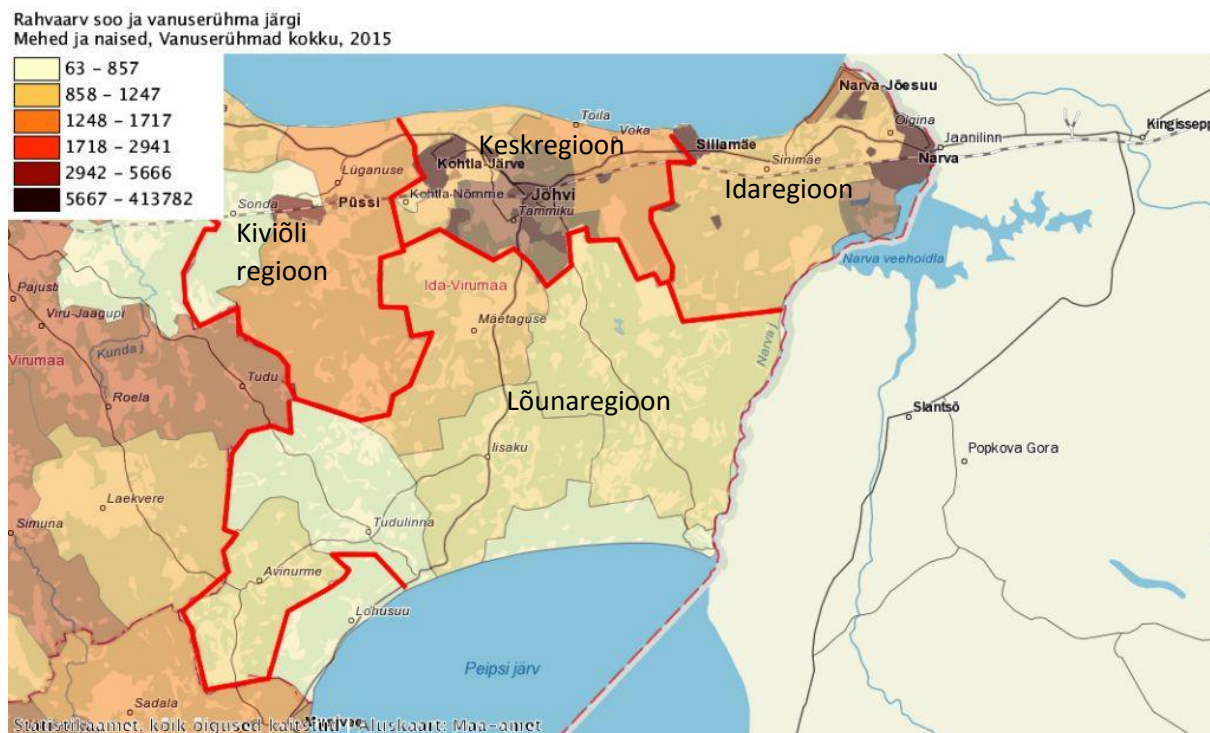 Rahvaarv soo ja vanuserühma järgi
Mehed ja naised, Vanuserühmad kokku, 2015
63 – 857
858 – 1247
1248 – 1717
1718 – 2941
2942 – 5666
5667 – 413782
Narva-Jõesuu
Toila
Voka
Olgina
Kingissepp
Keskregioon
Sillamäe
Jaanilinn
Kohtla-Järve
Sinimäe
Narva
Lüganuse
Idaregioon
Püssi
Kohtla-Nõmme
Jõhvi
Sonda
Tammiku
Kiviõli
regioon
Narva veehoidla
Pajusti
Ida-Virumaa
Viru-Jaagupi
Mäetaguse
Narva j
Kunda j
Virumaa
Tudu
Roela
Lõunaregioon
Slantsõ
Iisaku
Popkova Gora
Laekvere
Simuna
Tudulinna
Avinurme
Lohusuu
Peipsi järv
Sadala
Statistikaamet, kõik õigused kaitstud Aluskaart: Maa-amet